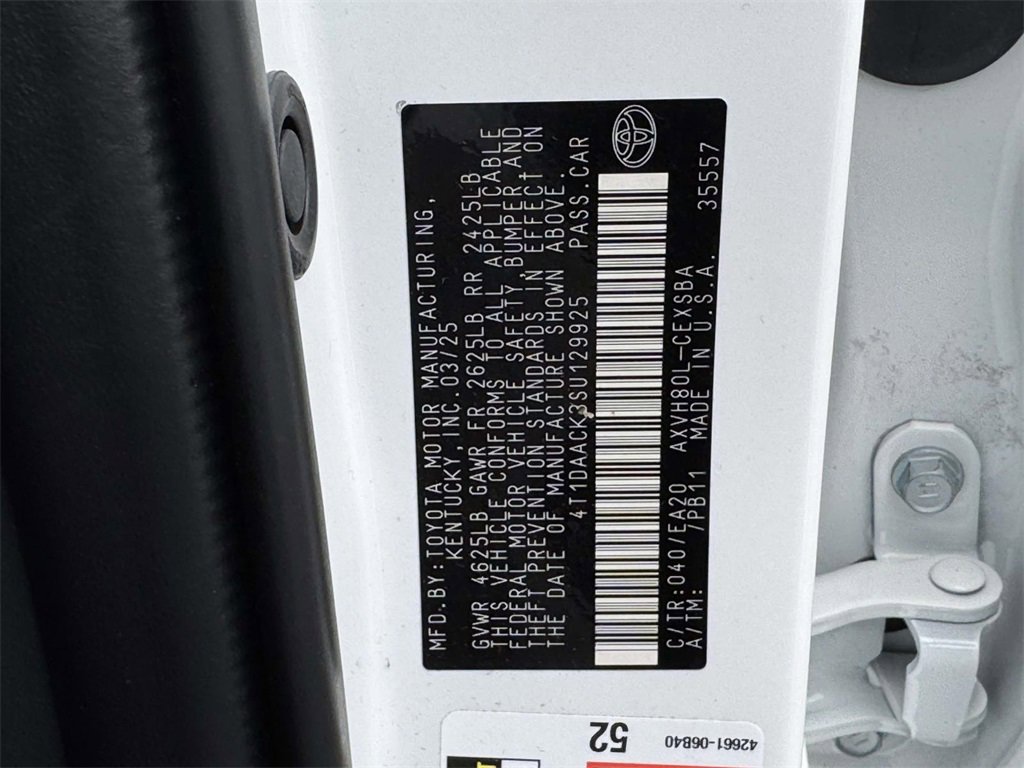 MFD.BY:TOYOTA MOTOR MANUFACTURING,
KENTUCKY, INC.03/25
GVWR 4625LB GAWR, FR 2625LB RR 2425LB
THIS VEHICLE CONFORMS TO ALL APPLICABLE
FEDERAL MOTOR VEHICLE SAFETY, BUMPER AND
THEFT PREVENTION STANDARDS IN EFFECT ON
THE DATE OF MANUFACTURE SHOWN ABOVE.
4T1DAACK3SU129925 PASS.CAR
C/TR:040/EA20 AXVH80L-CEXSBA
A/TM: /PB11 MADE IN U.S.A. 35557
52
42661-06B40